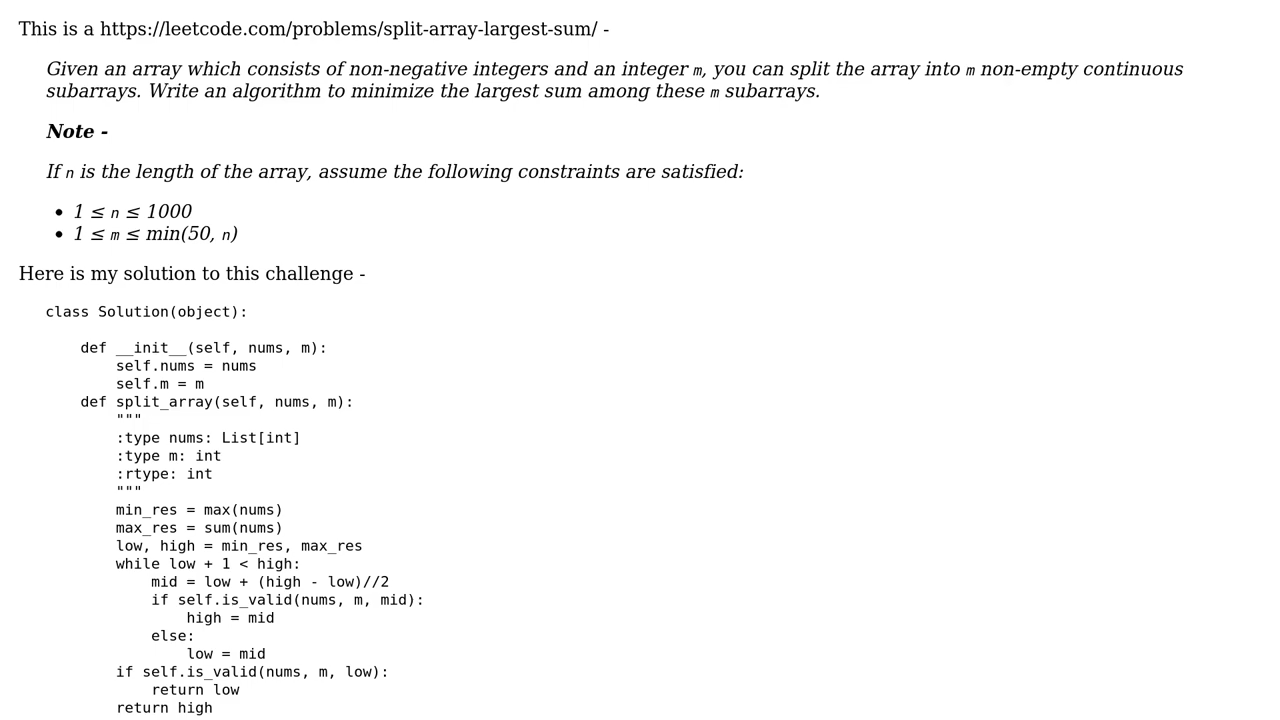 This is a https://leetcode.com/problems/split-array-largest-sum/ -
Given an array which consists of non-negative integers and an integer m, you can split the array into m non-empty continuous
subarrays. Write an algorithm to minimize the largest sum among these m subarrays.
Note -
If n is the length of the array, assume the following constraints are satisfied:
• 1 ≤ n ≤ 1000
• 1 ≤ m ≤ min(50, n)
Here is my solution to this challenge -
class Solution(object):
    def __init__(self, nums, m):
        self.nums = nums
        self.m = m
    def split_array(self, nums, m):
        """
        :type nums: List[int]
        :type m: int
        :rtype: int
        """
        min_res = max(nums)
        max_res = sum(nums)
        low, high = min_res, max_res
        while low + 1 < high:
            mid = low + (high - low)//2
            if self.is_valid(nums, m, mid):
                high = mid
            else:
                low = mid
        if self.is_valid(nums, m, low):
            return low
        return high